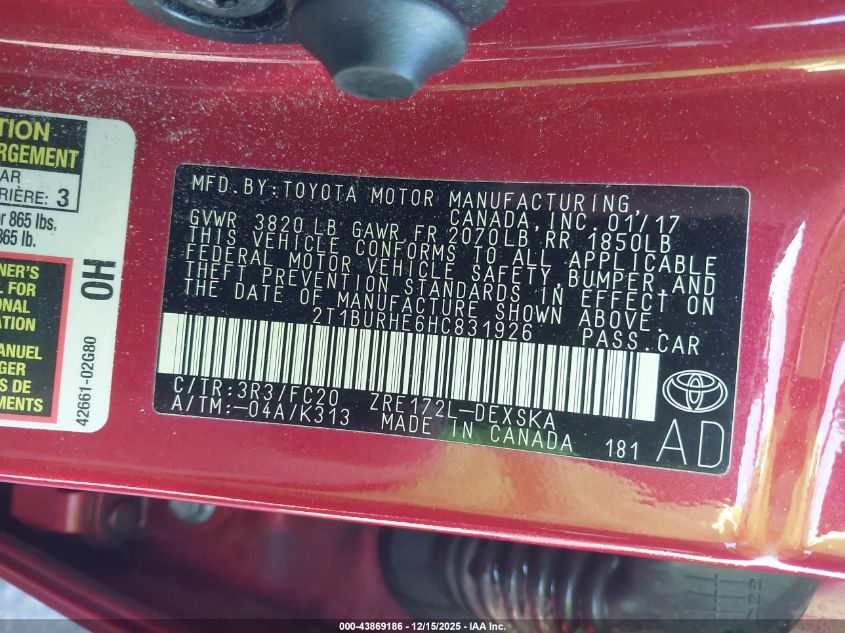 TION
RGEMENT
AR
RIÈRE: 3
r 865 lbs.
865 lb.
NER'S
L FOR
ONAL
ATION
ANUEL
UR DE
GER
S DE
MENTS
OH
42661-02G80
MFD.BY:TOYOTA MOTOR MANUFACTURING,
CANADA, INC. 01/17
GVWR 3820 LB GAWR FR 2070LB RR 1850LB
THIS VEHICLE CONFORMS TO ALL APPLICABLE
FEDERAL MOTOR VEHICLE SAFETY, BUMPER, AND
THEFT PREVENTION STANDARDS IN EFFECT ON
THE DATE OF MANUFACTURE SHOWN ABOVE.
2T1BURHE6HC831926 PASS.CAR
C/TR:3R3/FC20 ZRE172L-DEXSKA
A/TM:-04A/K313 MADE IN CANADA 181
AD
000-43869186 - 12/15/2025 - IAA Inc.